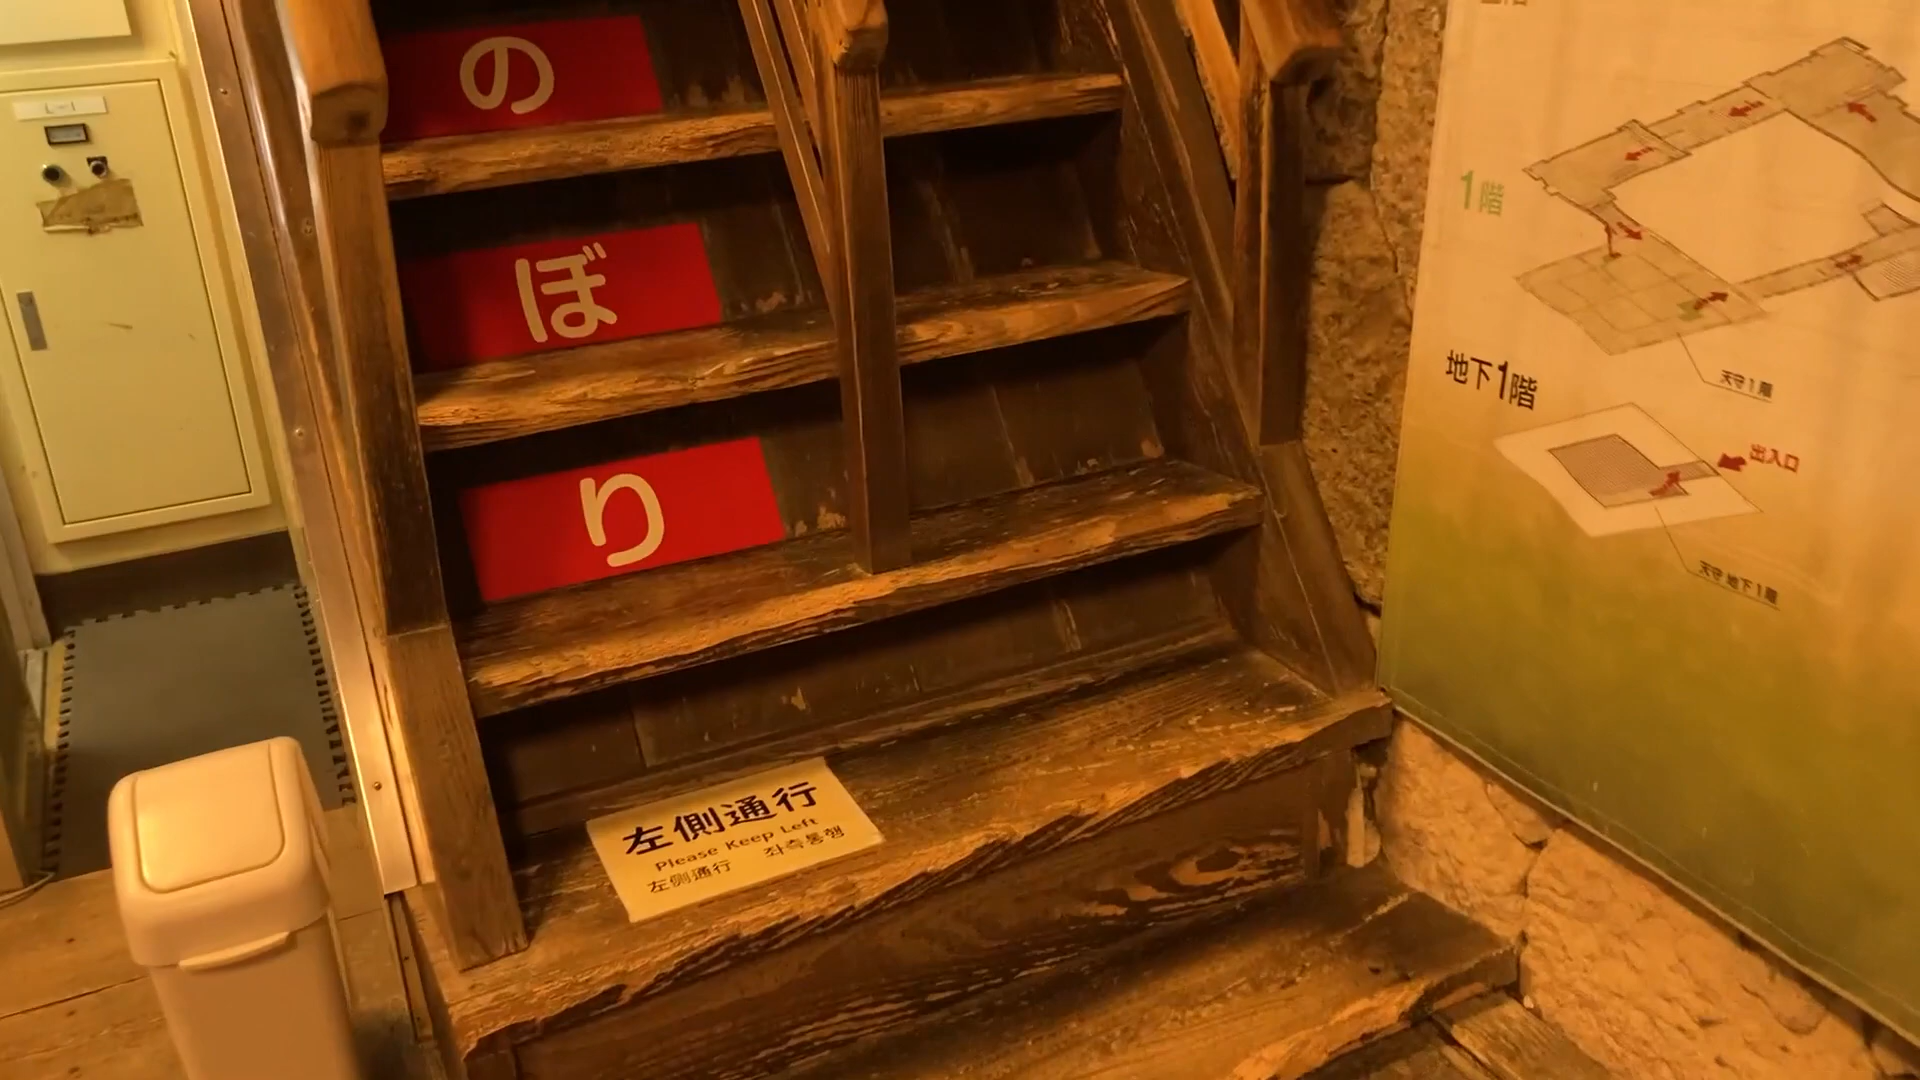 の
ぼ
り
左側通行
Please Keep Left
左侧通行 좌측통행
1階
地下1階
天守1階
出入口
天守地下1階